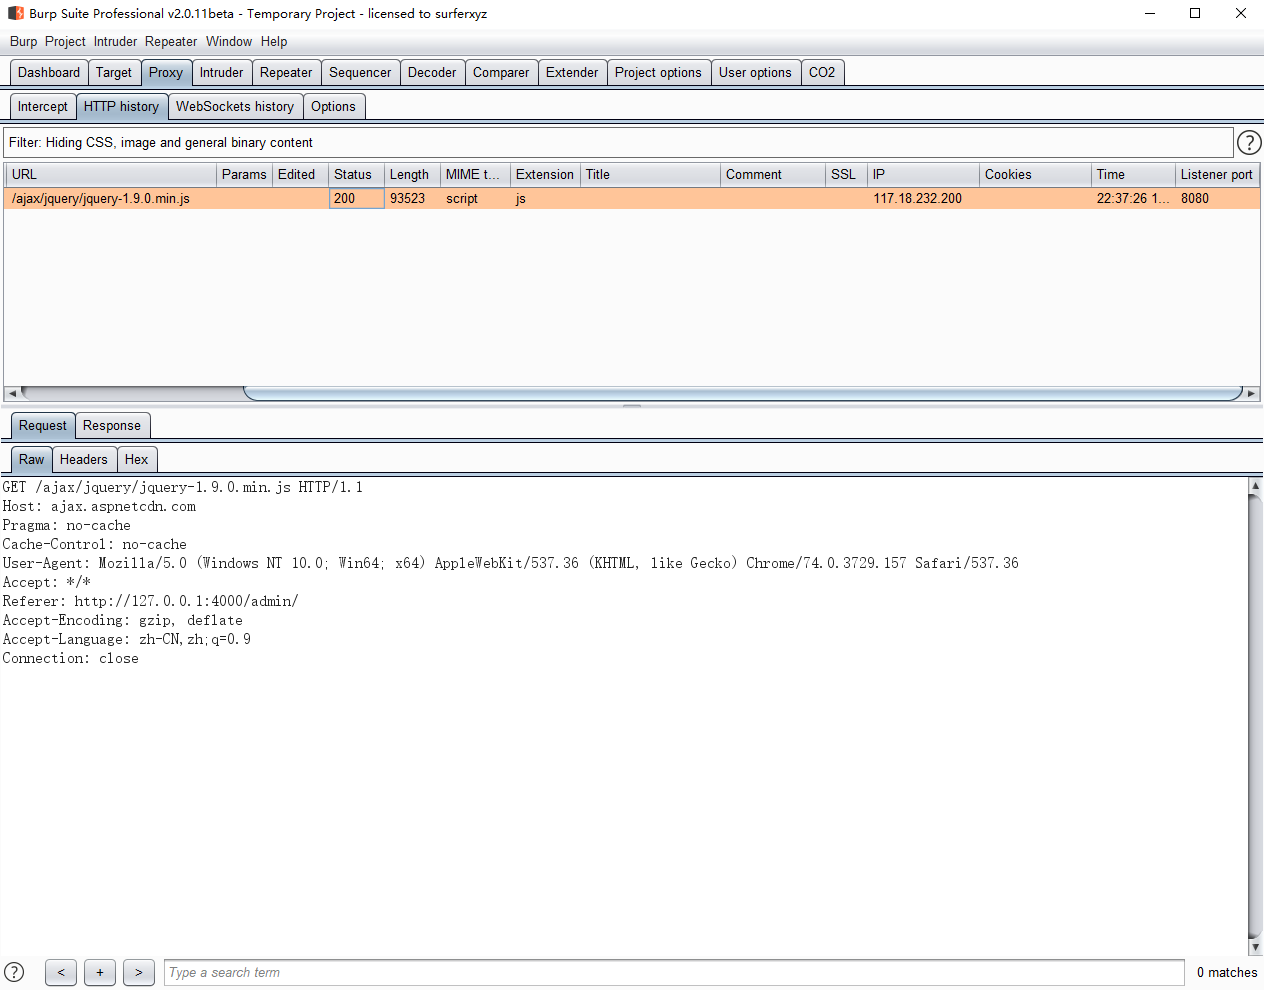 Burp Suite Professional v2.0.11beta - Temporary Project - licensed to surferxyz
Burp Project Intruder Repeater Window Help
Dashboard Target Proxy Intruder Repeater Sequencer Decoder Comparer Extender Project options User options CO2
Intercept HTTP history WebSockets history Options
Filter: Hiding CSS, image and general binary content ?
URL Params Edited Status Length MIME t... Extension Title Comment SSL IP Cookies Time Listener port
/ajax/jquery/jquery-1.9.0.min.js 200 93523 script js 117.18.232.200 22:37:26 1... 8080
Request Response
Raw Headers Hex
GET /ajax/jquery/jquery-1.9.0.min.js HTTP/1.1
Host: ajax.aspnetcdn.com
Pragma: no-cache
Cache-Control: no-cache
User-Agent: Mozilla/5.0 (Windows NT 10.0; Win64; x64) AppleWebKit/537.36 (KHTML, like Gecko) Chrome/74.0.3729.157 Safari/537.36
Accept: */*
Referer: http://127.0.0.1:4000/admin/
Accept-Encoding: gzip, deflate
Accept-Language: zh-CN,zh;q=0.9
Connection: close
? < + > Type a search term 0 matches